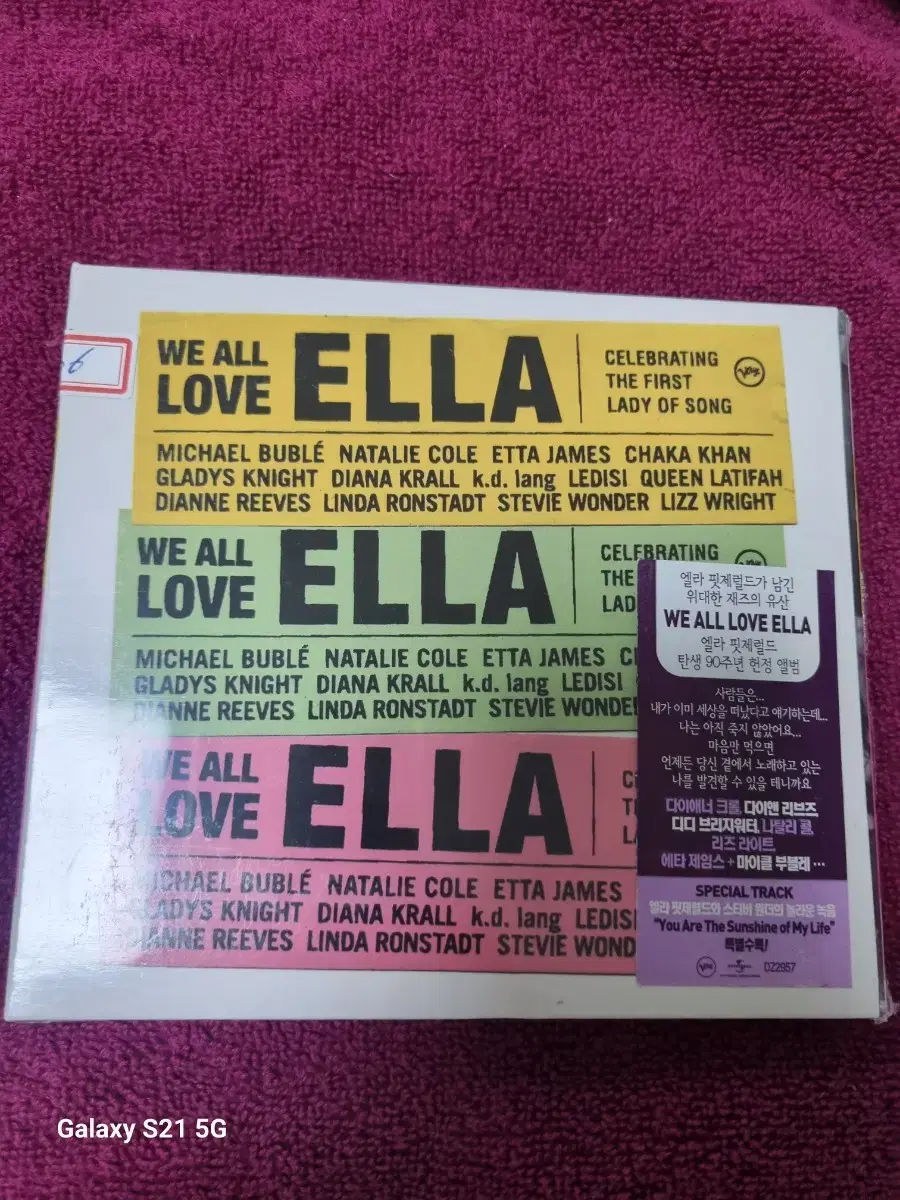 6
WE ALL
LOVE
ELLA
CELEBRATING
THE FIRST
LADY OF SONG
Verve
MICHAEL BUBLÉ NATALIE COLE ETTA JAMES CHAKA KHAN
GLADYS KNIGHT DIANA KRALL k.d. lang LEDISI QUEEN LATIFAH
DIANNE REEVES LINDA RONSTADT STEVIE WONDER LIZZ WRIGHT
WE ALL
LOVE
ELLA
CELEBRATING
THE
LAD
MICHAEL BUBLÉ NATALIE COLE ETTA JAMES
GLADYS KNIGHT DIANA KRALL k.d. lang LEDISI
DIANNE REEVES LINDA RONSTADT STEVIE WONDE
WE ALL
LOVE
ELLA
MICHAEL BUBLÉ NATALIE COLE ETTA JAMES
GLADYS KNIGHT DIANA KRALL k.d. lang LEDIS
DIANNE REEVES LINDA RONSTADT STEVIE WOND
엘라 핏제럴드가 남긴
위대한 재즈의 유산
WE ALL LOVE ELLA
엘라 핏제럴드
탄생 90주년 헌정 앨범
사람들은...
내가 이미 세상을 떠났다고 얘기하는데...
나는 아직 죽지 않았어요...
마음만 먹으면
언제든 당신 곁에서 노래하고 있는
나를 발견할 수 있을 테니까요
다이애너 크롤, 다이앤 리브즈
디디 브리지워터, 나탈리 콜,
리즈 라이트
에타 제임스 + 마이클 부블레 ...
SPECIAL TRACK
엘라 핏제럴드와 스티비 원더의 놀라운 녹음
"You Are The Sunshine of My Life"
특별수록!
DZ2957
Galaxy S21 5G